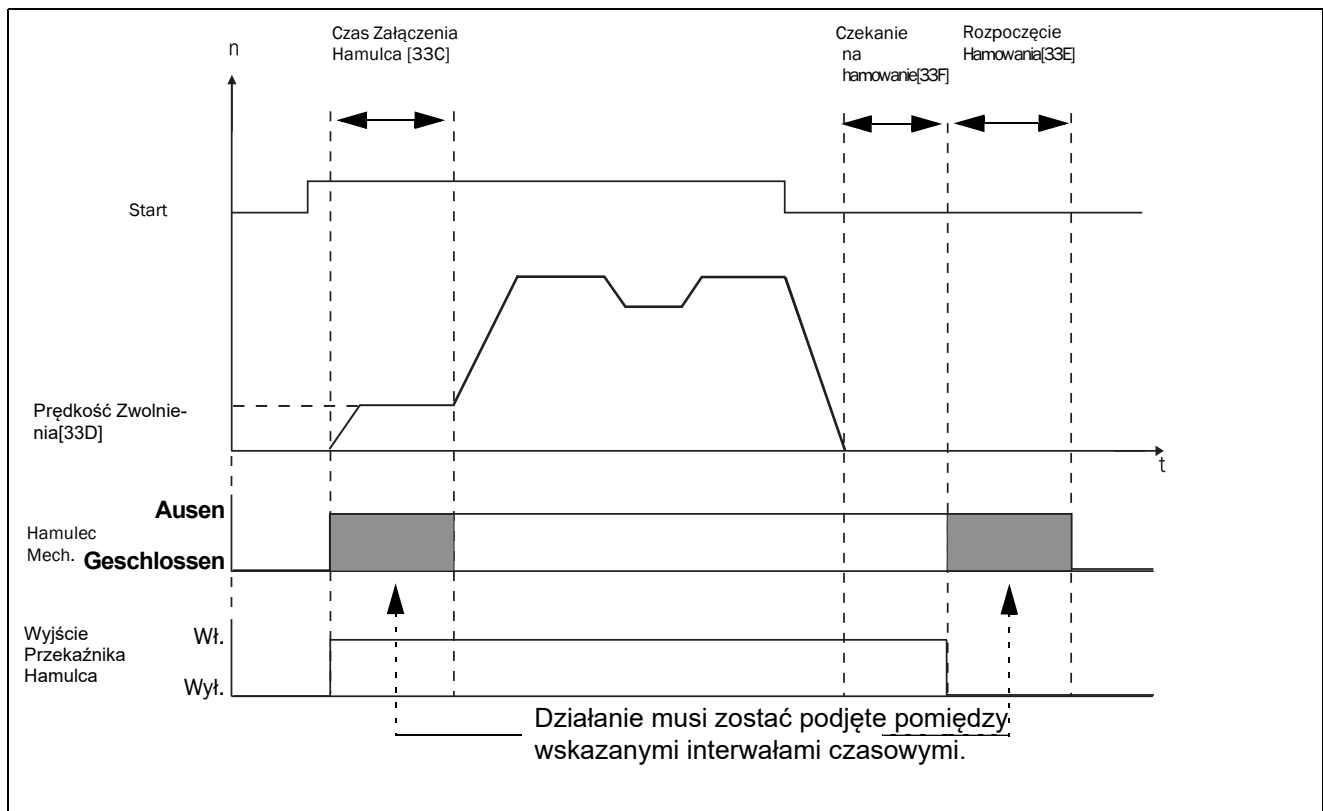 n
Czas Załączenia
Hamulca [33C]
Czekanie
na
hamowanie[33F]
Rozpoczęcie
Hamowania[33E]
Start
Prędkość Zwolnie-
nia[33D]
t
Ausen
Hamulec
Mech.
Geschlossen
Wyjście
Przekaźnika
Hamulca
Wł.
Wył.
Działanie musi zostać podjęte pomiędzy
wskazanymi interwałami czasowymi.